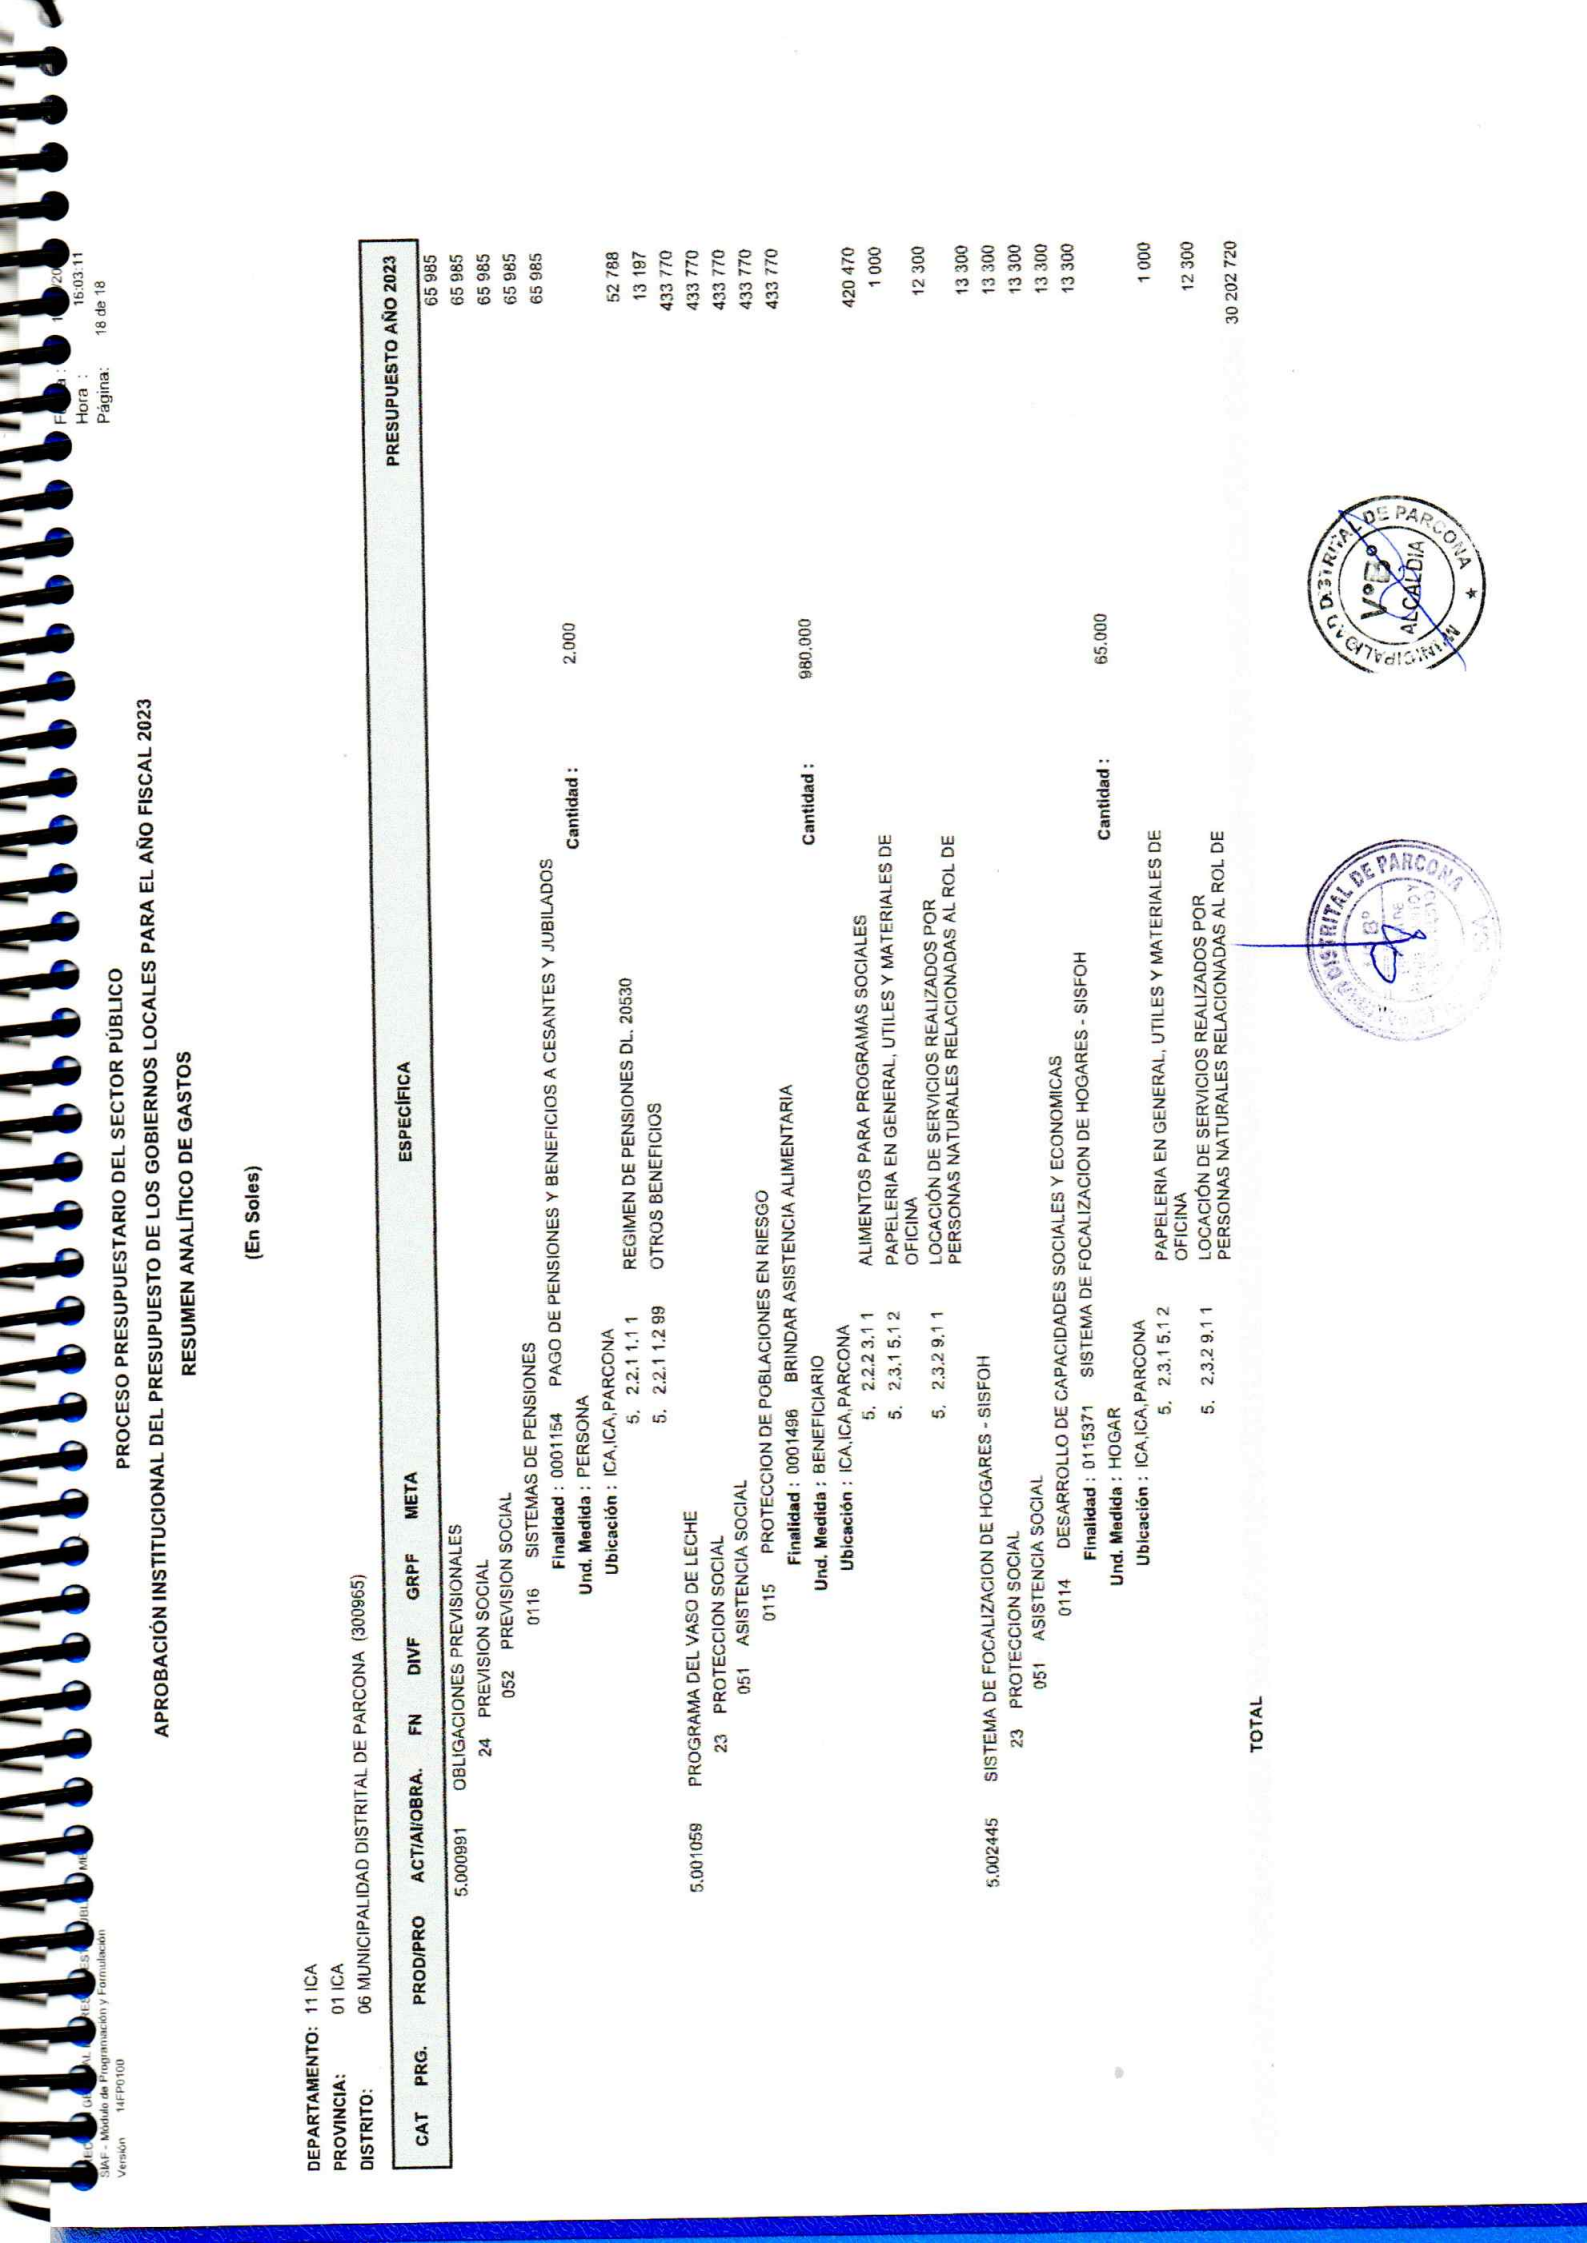 SIAF - Módulo de Programación y Formulación
Versión 14FP0100
Hora : 16:03:11
Página: 18 de 18
PROCESO PRESUPUESTARIO DEL SECTOR PÚBLICO
APROBACIÓN INSTITUCIONAL DEL PRESUPUESTO DE LOS GOBIERNOS LOCALES PARA EL AÑO FISCAL 2023
RESUMEN ANALÍTICO DE GASTOS
(En Soles)
DEPARTAMENTO: 11 ICA
PROVINCIA: 01 ICA
DISTRITO: 06 MUNICIPALIDAD DISTRITAL DE PARCONA (300965)
CAT PRG. PROD/PRO ACT/AI/OBRA. FN DIVF GRPF META ESPECÍFICA PRESUPUESTO AÑO 2023
65 985
5.000991 OBLIGACIONES PREVISIONALES 65 985
24 PREVISION SOCIAL 65 985
052 PREVISION SOCIAL 65 985
0116 SISTEMAS DE PENSIONES 65 985
Finalidad : 0001154 PAGO DE PENSIONES Y BENEFICIOS A CESANTES Y JUBILADOS
Und. Medida : PERSONA Cantidad : 2.000
Ubicación : ICA,ICA,PARCONA
5. 2.2.1 1.1 1 REGIMEN DE PENSIONES DL. 20530 52 788
5. 2.2.1 1.2 99 OTROS BENEFICIOS 13 197
433 770
5.001059 PROGRAMA DEL VASO DE LECHE 433 770
23 PROTECCION SOCIAL 433 770
051 ASISTENCIA SOCIAL 433 770
0115 PROTECCION DE POBLACIONES EN RIESGO 433 770
Finalidad : 0001496 BRINDAR ASISTENCIA ALIMENTARIA
Und. Medida : BENEFICIARIO Cantidad : 980.000
Ubicación : ICA,ICA,PARCONA
5. 2.2.2 3.1 1 ALIMENTOS PARA PROGRAMAS SOCIALES 420 470
5. 2.3.1 5.1 2 PAPELERIA EN GENERAL, UTILES Y MATERIALES DE 1 000
OFICINA
5. 2.3.2 9.1 1 LOCACIÓN DE SERVICIOS REALIZADOS POR 12 300
PERSONAS NATURALES RELACIONADAS AL ROL DE
13 300
5.002445 SISTEMA DE FOCALIZACION DE HOGARES - SISFOH 13 300
23 PROTECCION SOCIAL 13 300
051 ASISTENCIA SOCIAL 13 300
0114 DESARROLLO DE CAPACIDADES SOCIALES Y ECONOMICAS 13 300
Finalidad : 0115371 SISTEMA DE FOCALIZACION DE HOGARES - SISFOH
Und. Medida : HOGAR Cantidad : 65.000
Ubicación : ICA,ICA,PARCONA
5. 2.3.1 5.1 2 PAPELERIA EN GENERAL, UTILES Y MATERIALES DE 1 000
OFICINA
5. 2.3.2 9.1 1 LOCACIÓN DE SERVICIOS REALIZADOS POR 12 300
PERSONAS NATURALES RELACIONADAS AL ROL DE
TOTAL 30 202 720
DISTRITAL DE PARCONA
MUNICIPALIDAD DISTRITAL DE PARCONA
V°B°
ALCALDIA